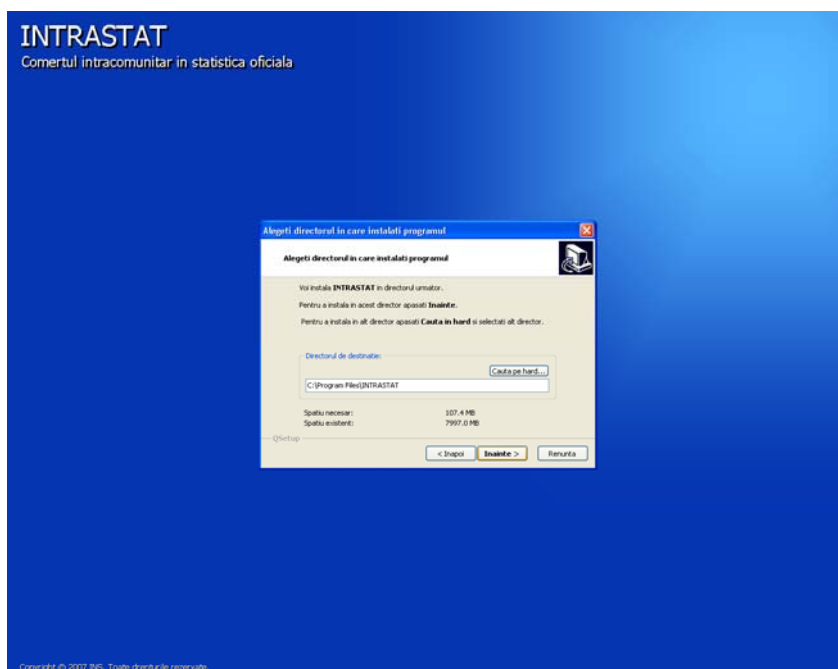 INTRASTAT
Comertul intracomunitar in statistica oficiala
Alegeti directorul in care instalati programul
Alegeti directorul in care instalati programul
Voi instala INTRASTAT in directorul urmator.
Pentru a instala in acest director apasati Inainte.
Pentru a instala in alt director apasati Cauta in hard si selectati alt director.
Directorul de destinatie:
Cauta pe hard...
C:\Program Files\INTRASTAT
Spatiu necesar: 107.4 MB
Spatiu existent: 7997.0 MB
QSetup
< Inapoi Inainte > Renunta
Copyright © 2007 INS. Toate drepturile rezervate.